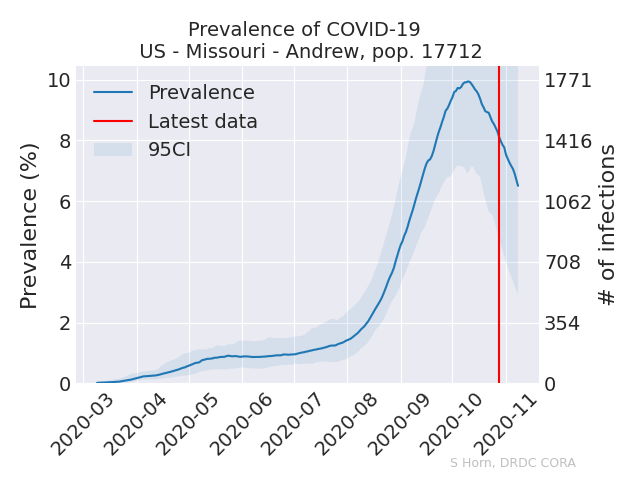 Prevalence of COVID-19
US - Missouri - Andrew, pop. 17712
Prevalence
Latest data
95CI
Prevalence (%)
10
8
6
4
2
0
1771
1416
1062
708
354
0
# of infections
2020-03
2020-04
2020-05
2020-06
2020-07
2020-08
2020-09
2020-10
2020-11
S Horn, DRDC CORA